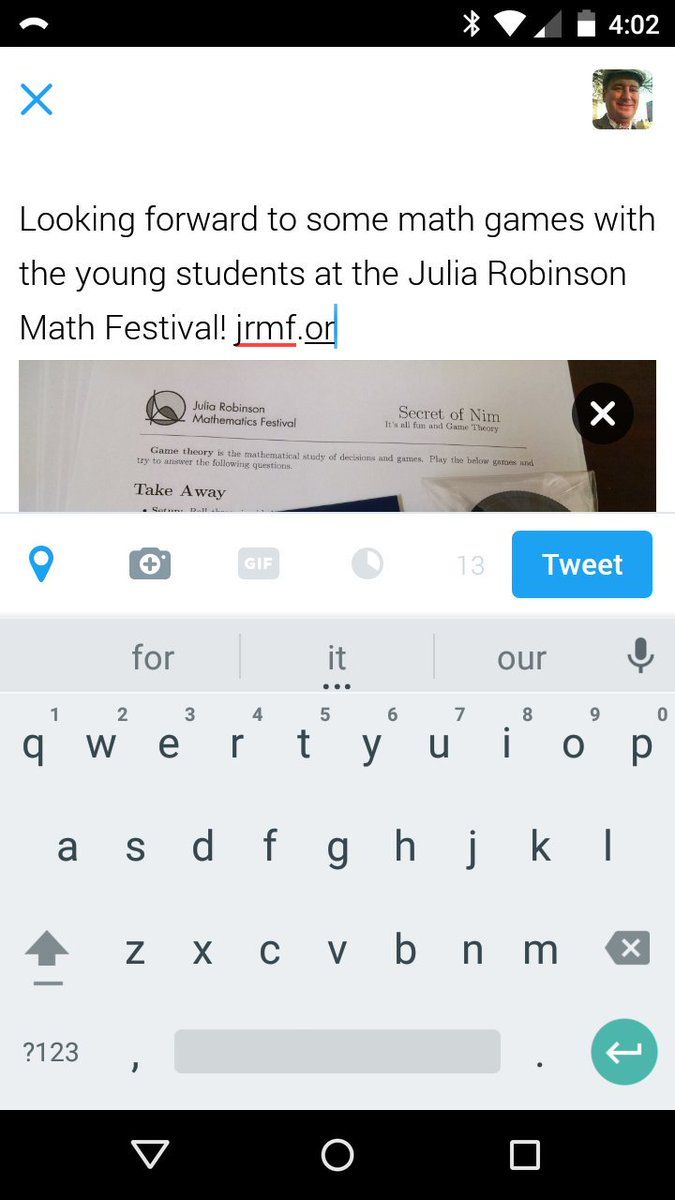 4:02
Looking forward to some math games with
the young students at the Julia Robinson
Math Festival! jrmf.or
Julia Robinson
Mathematics Festival
Secret of Nim
It's all fun and Game Theory
Game theory is the mathematical study of decisions and games. Play the below games and
try to answer the following questions.
Take Away
GIF
13
Tweet
for it our
1 2 3 4 5 6 7 8 9 0
q w e r t y u i o p
a s d f g h j k l
z x c v b n m
?123 , .